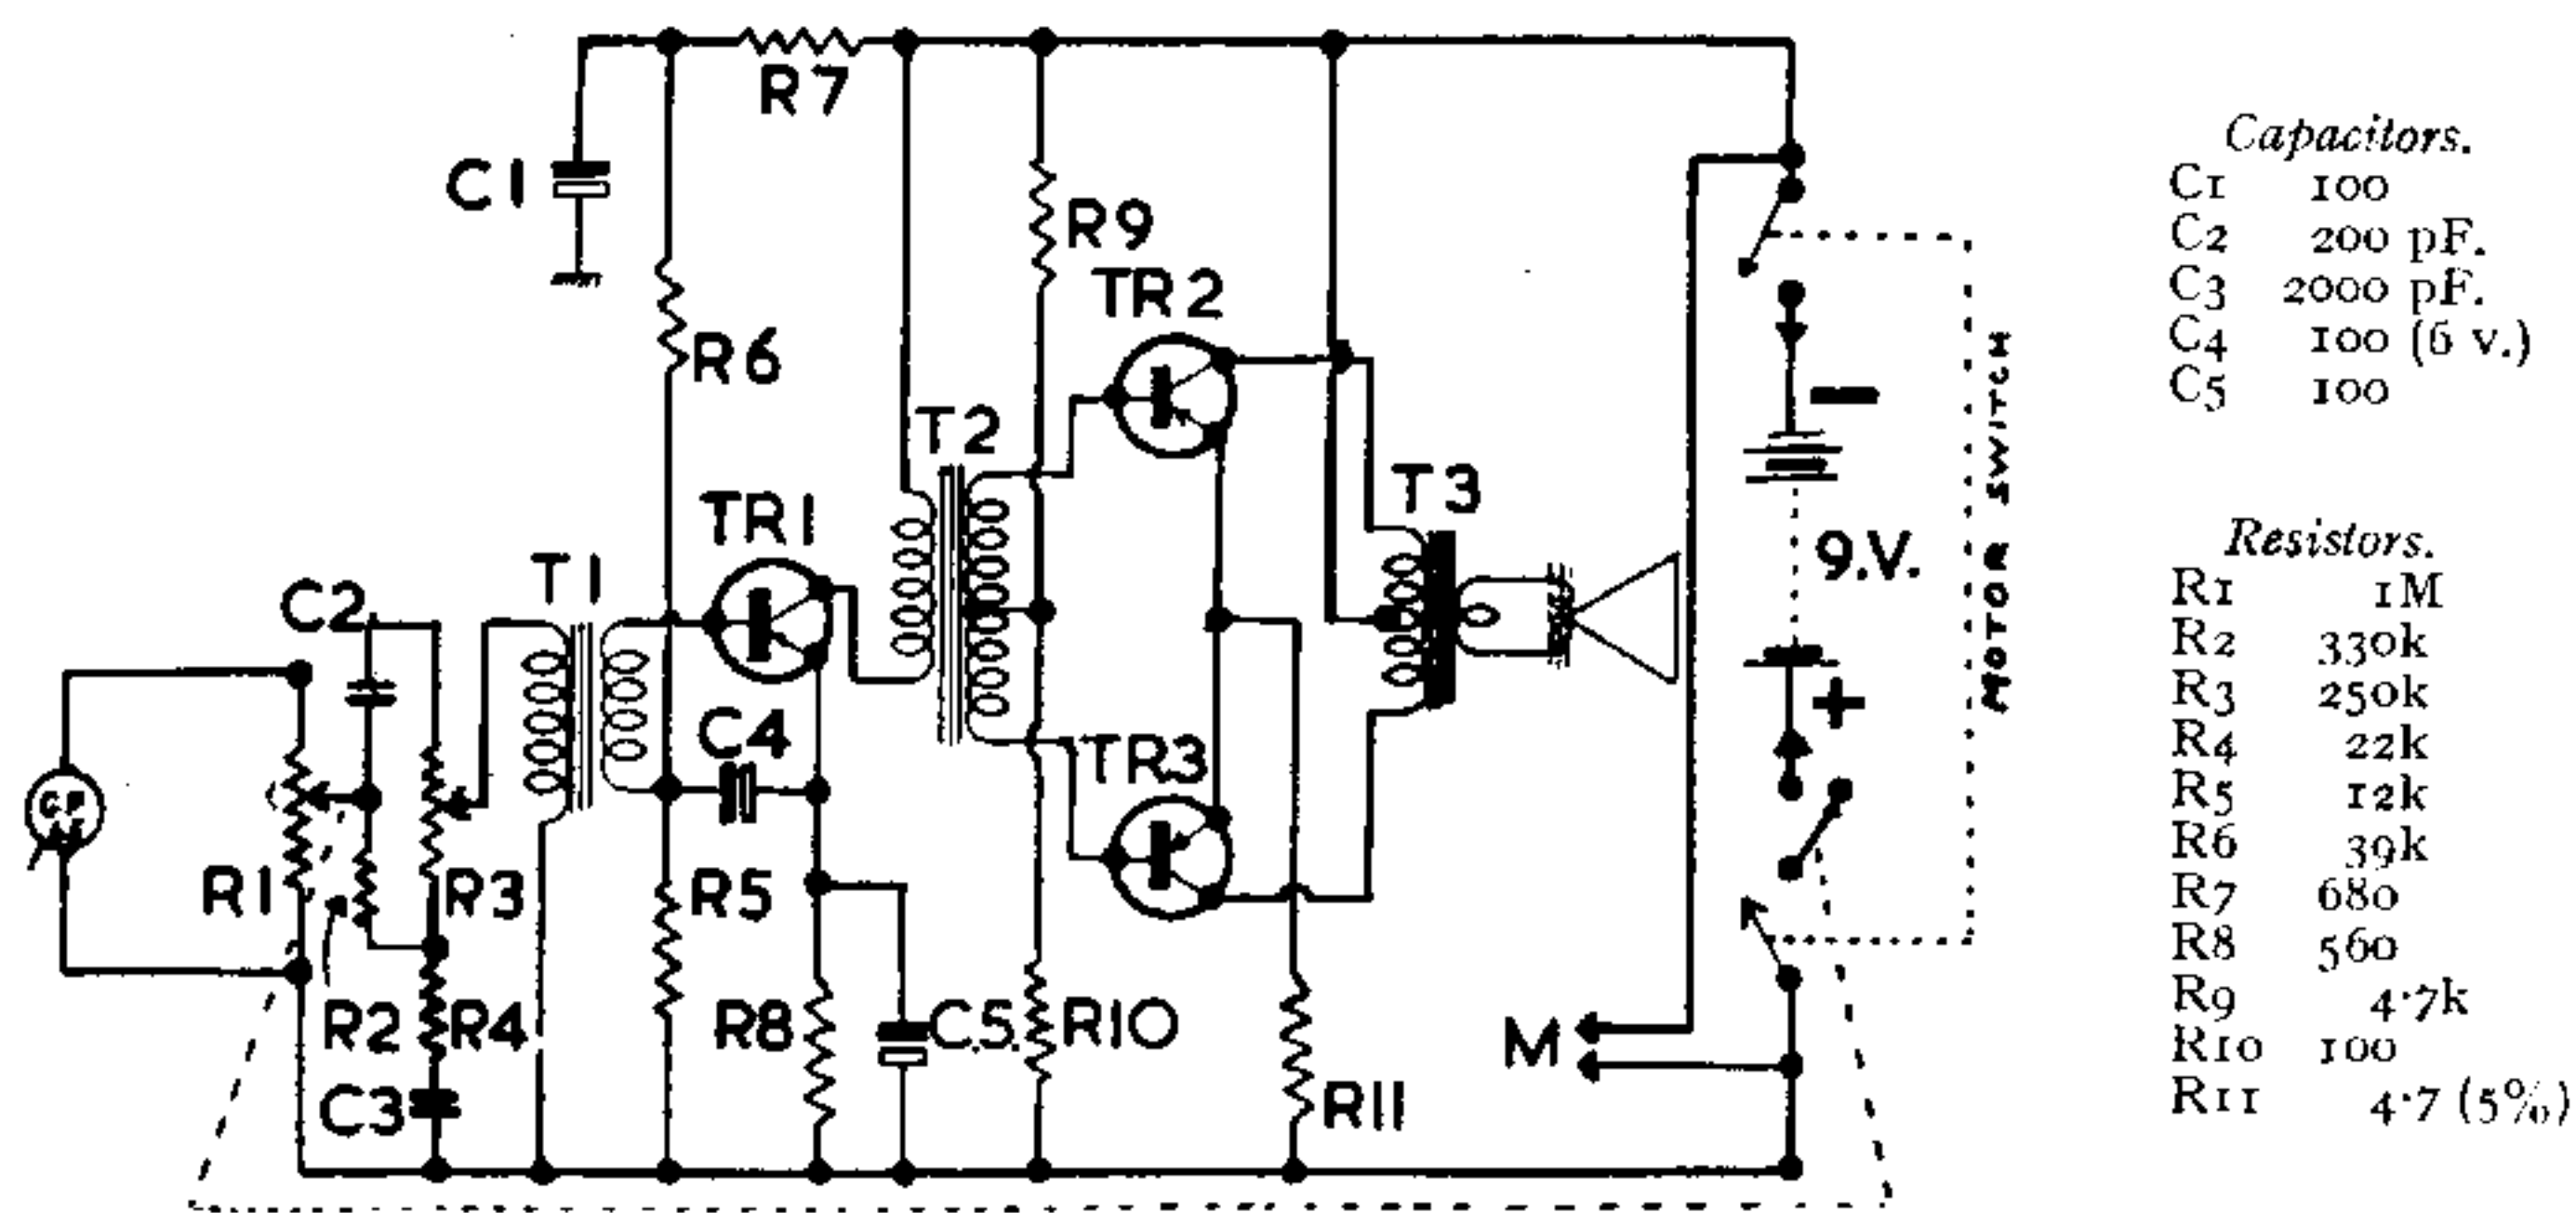 R7
C1
R9
TR2
R6
T2
TR1
T3
T1
C2
9.V.
MOTOR SWITCH
C4
TR3
R1
R3
R5
R2
R4
R8
C.5.
R10
M
C3
R11
−
+
Capacitors.
C1 100
C2 200 pF.
C3 2000 pF.
C4 100 (6 v.)
C5 100
Resistors.
R1 1M
R2 330k
R3 250k
R4 22k
R5 12k
R6 39k
R7 680
R8 560
R9 4·7k
R10 100
R11 4·7 (5%)